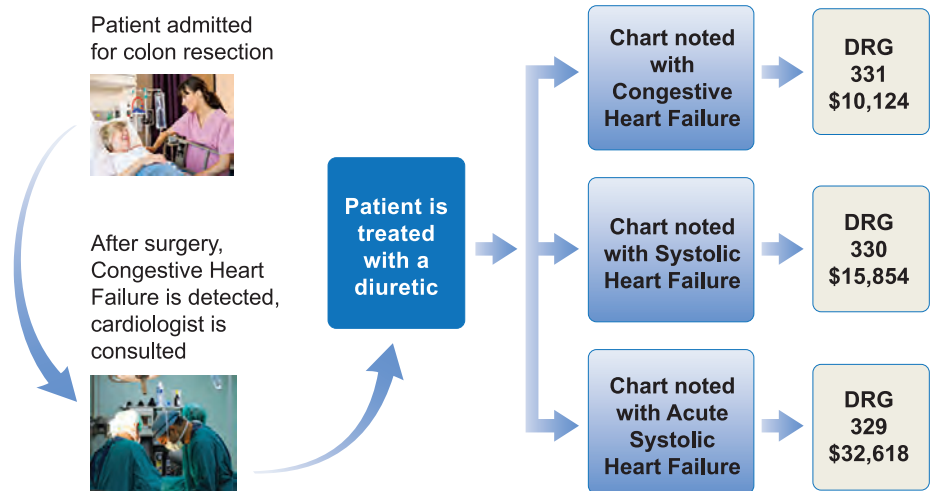 Patient admitted
for colon resection
After surgery,
Congestive Heart
Failure is detected,
cardiologist is
consulted
Patient is
treated
with a
diuretic
Chart noted
with
Congestive
Heart Failure
DRG
331
$10,124
Chart noted
with Systolic
Heart Failure
DRG
330
$15,854
Chart noted
with Acute
Systolic
Heart Failure
DRG
329
$32,618